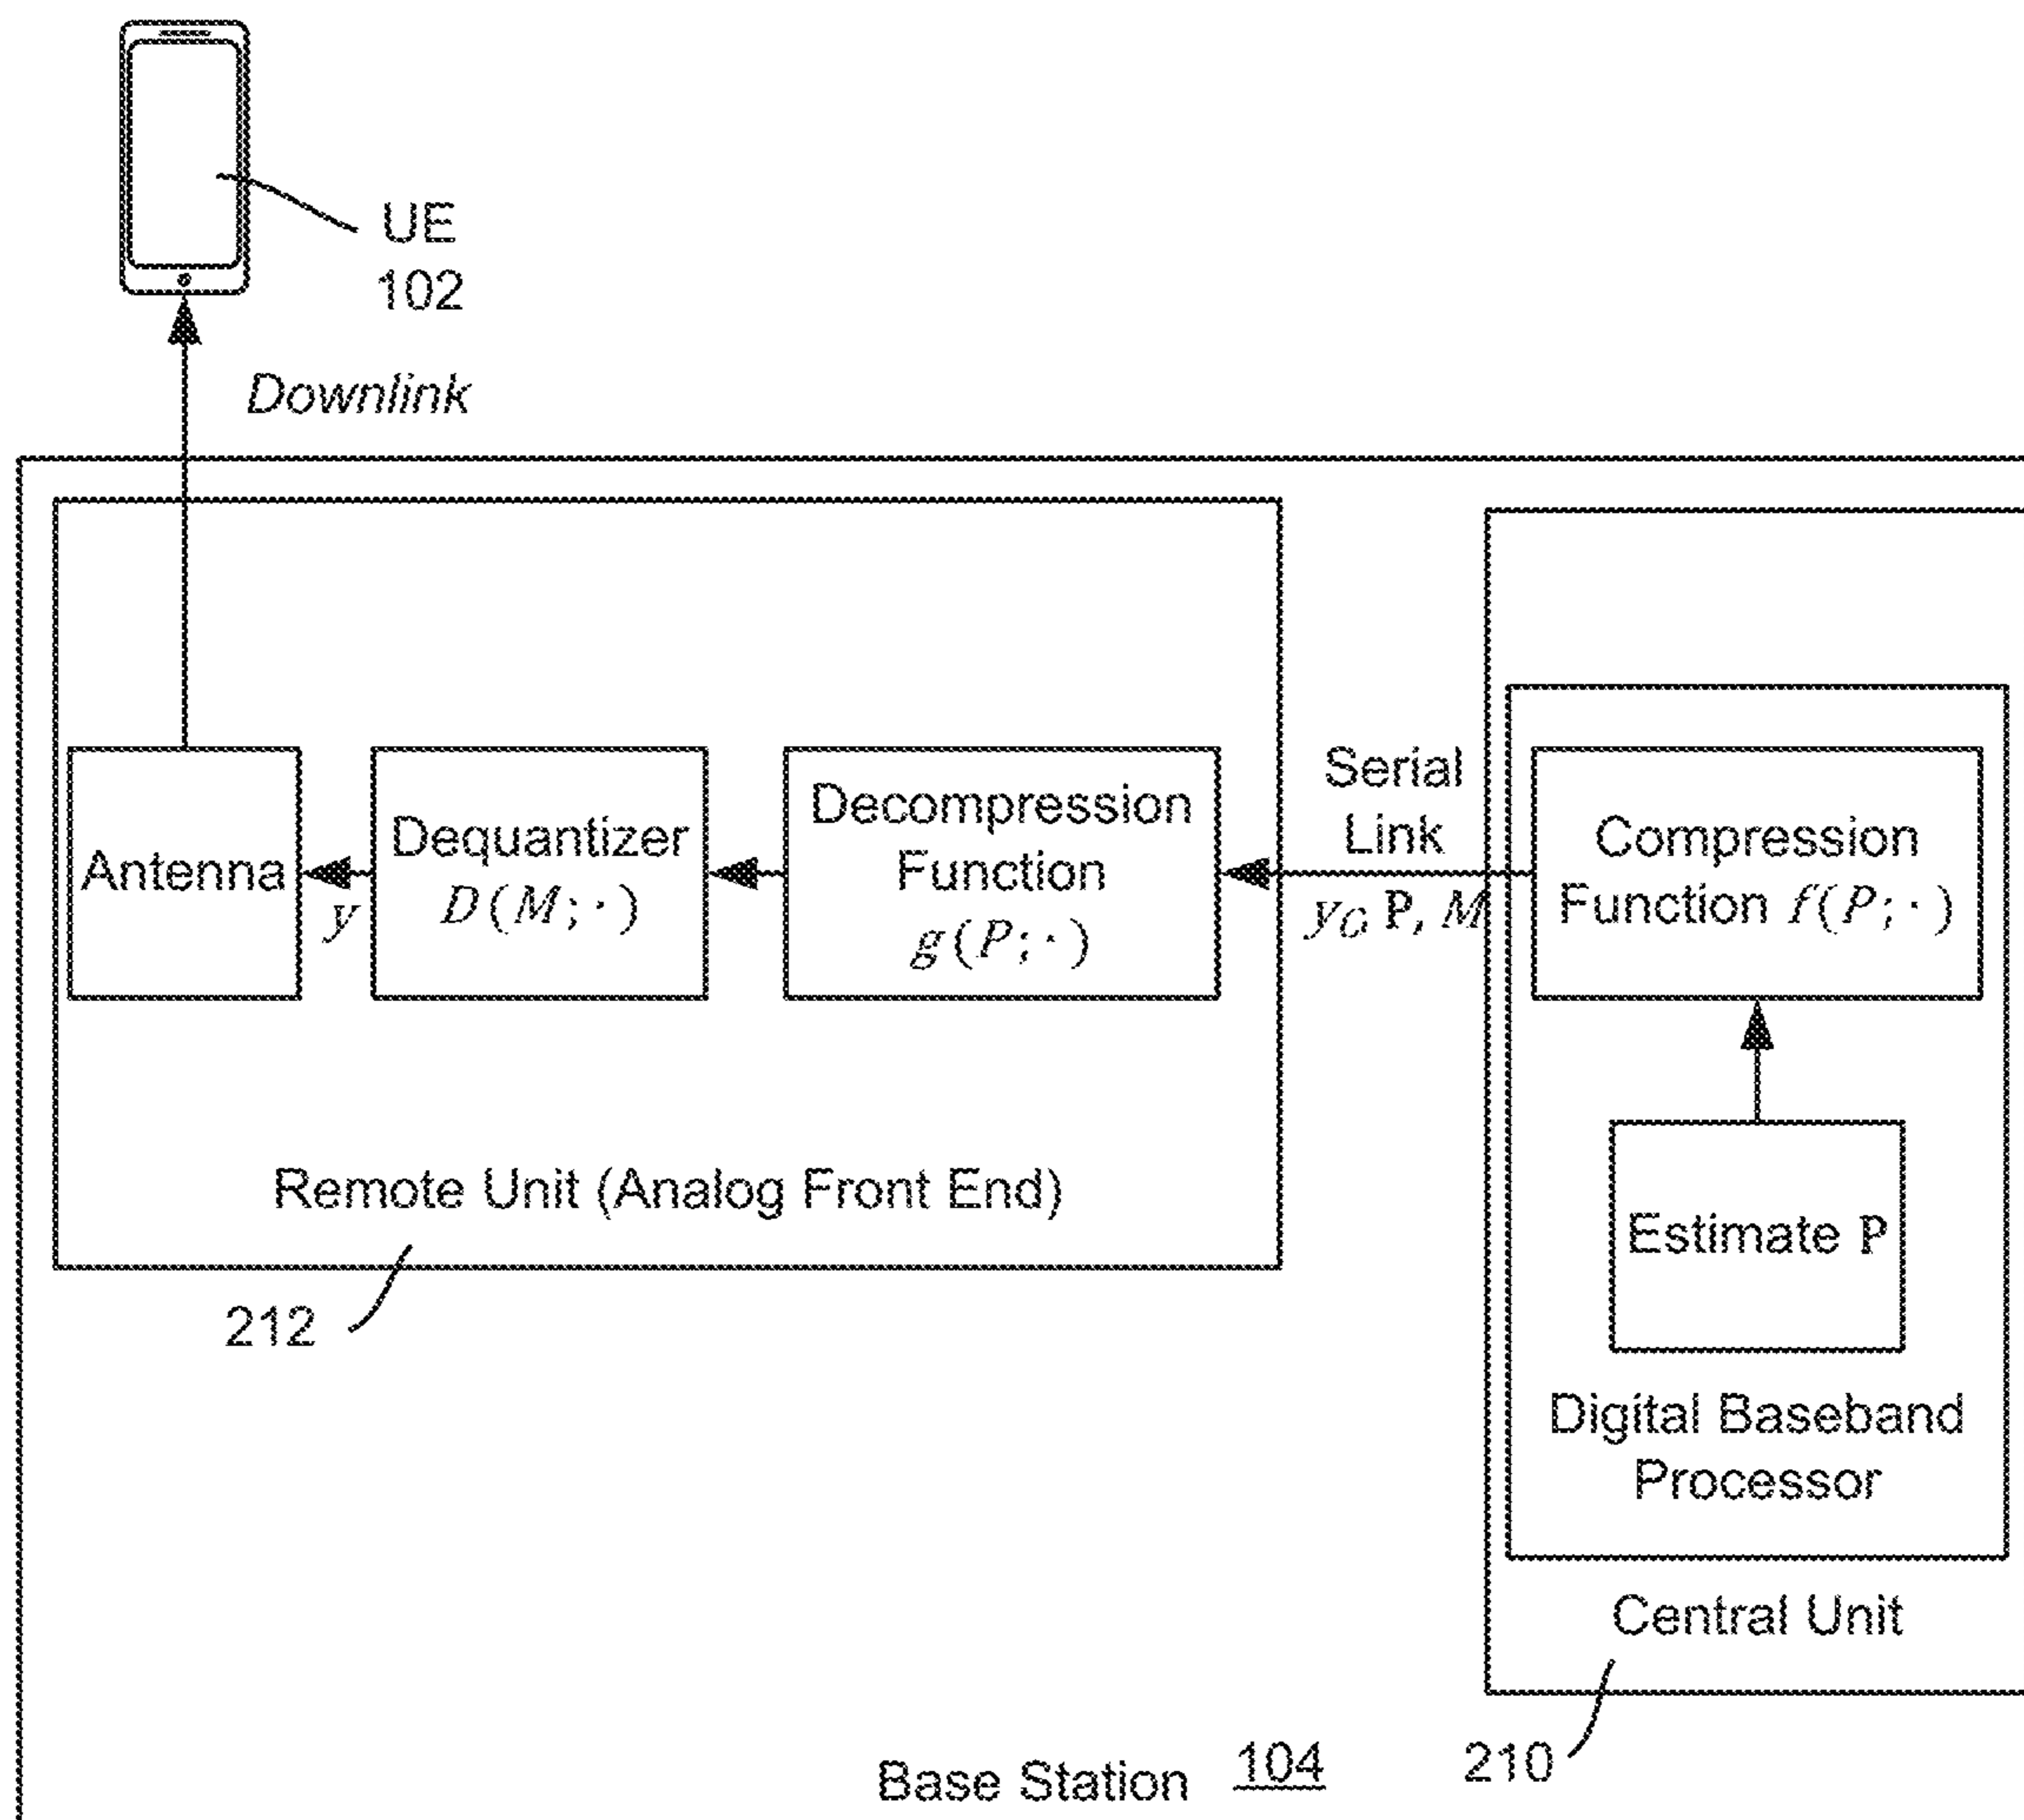 UE
102
Downlink
Antenna
y
Dequantizer
D(M;·)
Decompression
Function
g(P;·)
Serial
Link
y_C, P, M
Compression
Function f(P;·)
Estimate P
Digital Baseband
Processor
Remote Unit (Analog Front End)
212
Central Unit
210
Base Station 104